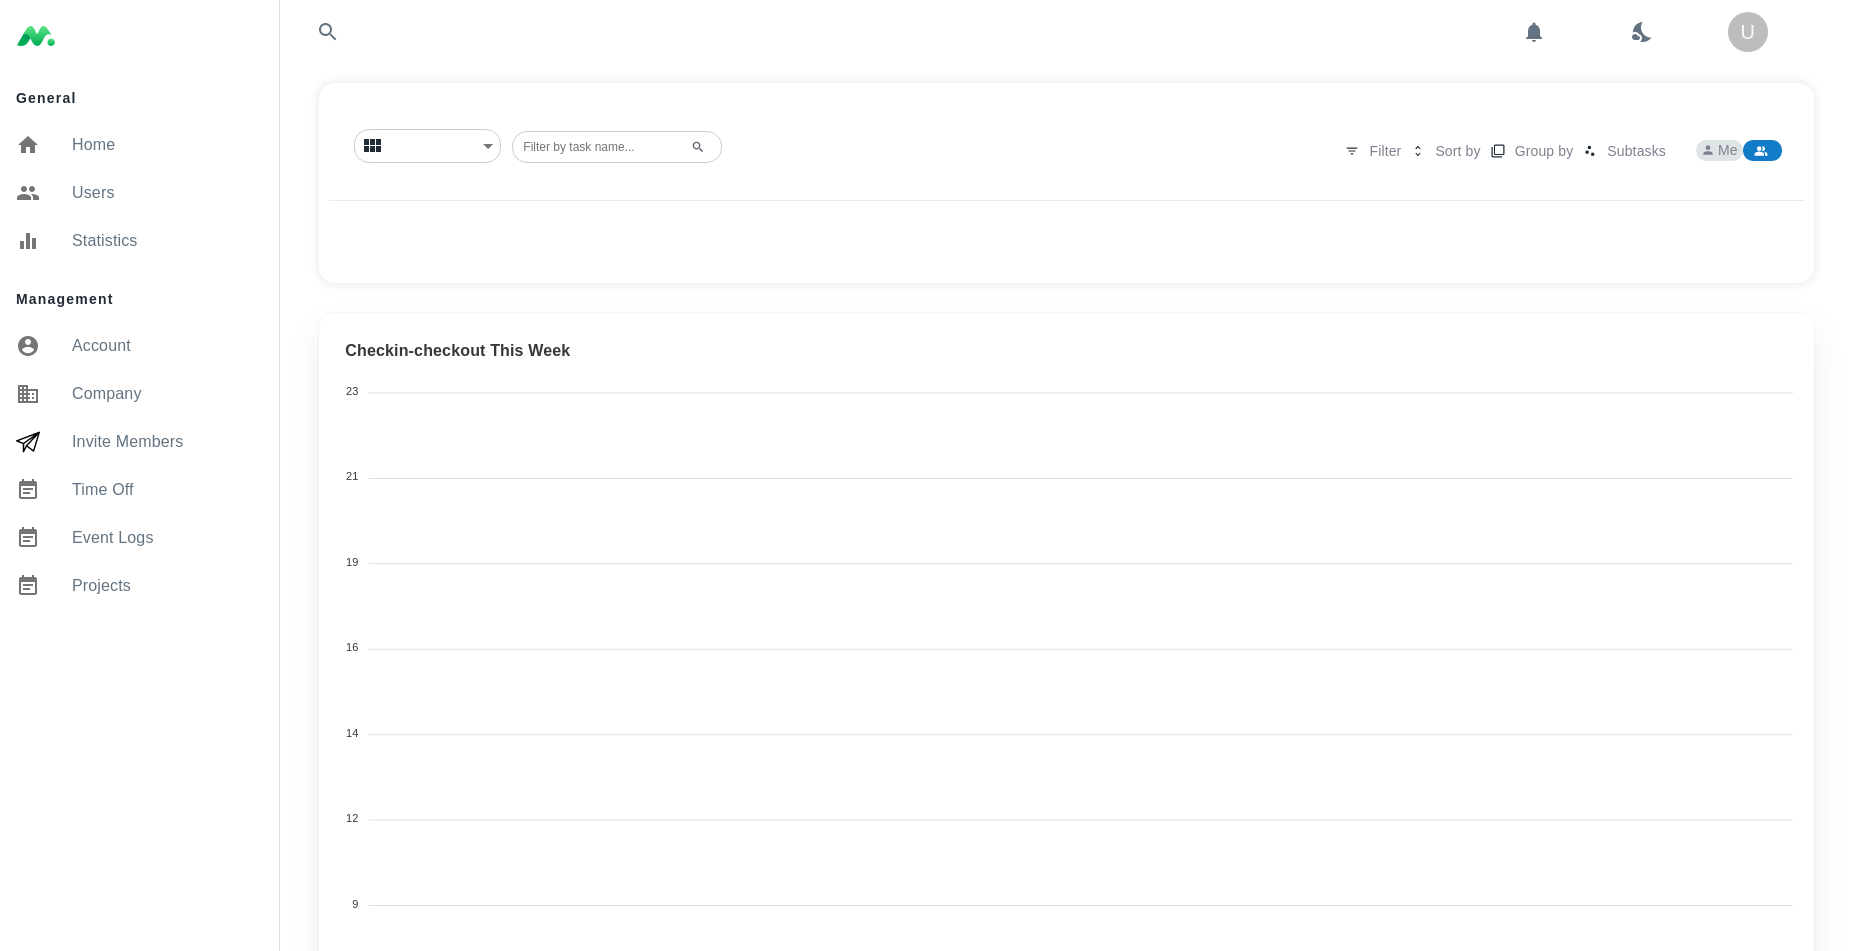 General
Home
Users
Statistics
Management
Account
Company
Invite Members
Time Off
Event Logs
Projects
U
Filter by task name...
Filter
Sort by
Group by
Subtasks
Me
Checkin-checkout This Week
23
21
19
16
14
12
9